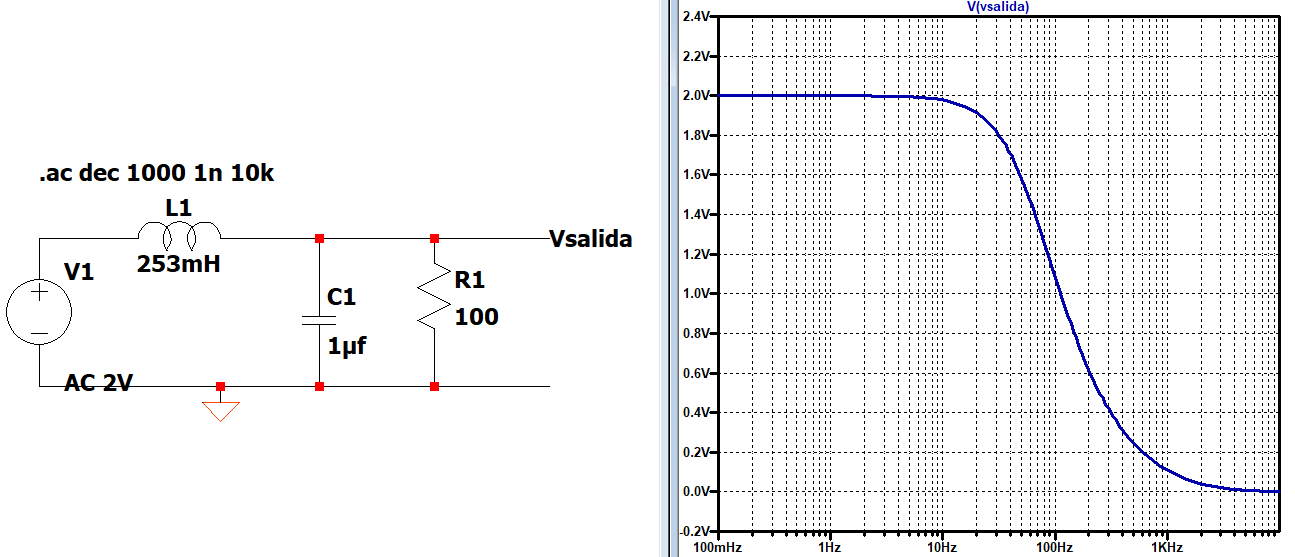 .ac dec 1000 1n 10k
L1
253mH
V1
AC 2V
C1
1µf
R1
100
Vsalida
V(vsalida)
2.4V
2.2V
2.0V
1.8V
1.6V
1.4V
1.2V
1.0V
0.8V
0.6V
0.4V
0.2V
0.0V
-0.2V
100mHz 1Hz 10Hz 100Hz 1KHz